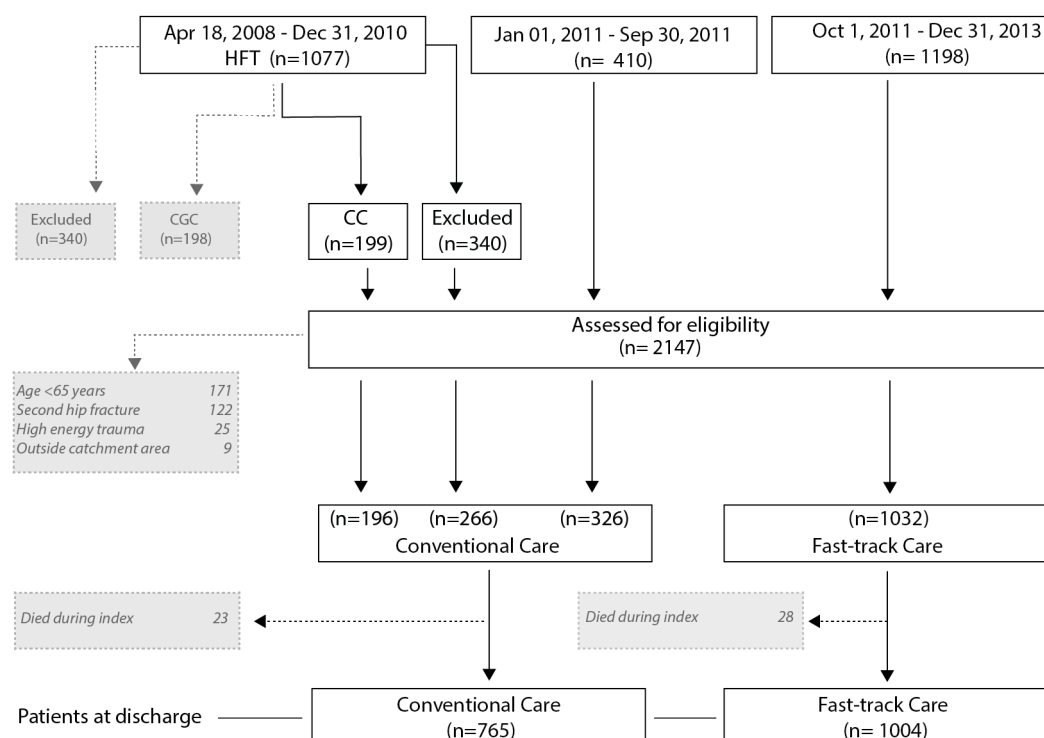 Apr 18, 2008 - Dec 31, 2010
HFT (n=1077)
Jan 01, 2011 - Sep 30, 2011
(n= 410)
Oct 1, 2011 - Dec 31, 2013
(n= 1198)
Excluded
(n=340)
CGC
(n=198)
CC
(n=199)
Excluded
(n=340)
Assessed for eligibility
(n= 2147)
Age <65 years 171
Second hip fracture 122
High energy trauma 25
Outside catchment area 9
(n=196) (n=266) (n=326)
Conventional Care
(n=1032)
Fast-track Care
Died during index 23
Died during index 28
Patients at discharge
Conventional Care
(n=765)
Fast-track Care
(n= 1004)